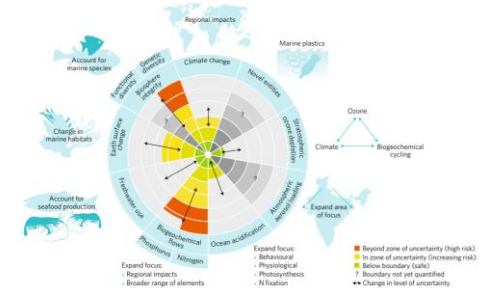 Regional impacts
Marine plastics
Account for
marine species
Genetic
diversity
Functional
diversity
Biosphere
integrity
Climate change
Novel entities
Stratospheric
ozone depletion
Atmospheric
aerosol loading
Ocean acidification
Biogeochemical
flows
Phosphorus
Nitrogen
Freshwater use
Earth surface
change
Change in
marine habitats
Account for
seafood production
Ozone
Climate
Biogeochemical
cycling
Expand area
of focus
?
?
?
Expand focus:
• Regional impacts
• Broader range of elements
Expand focus:
• Behavioural
• Physiological
• Photosynthesis
• N fixation
Beyond zone of uncertainty (high risk)
In zone of uncertainty (increasing risk)
Below boundary (safe)
? Boundary not yet quantified
Change in level of uncertainty